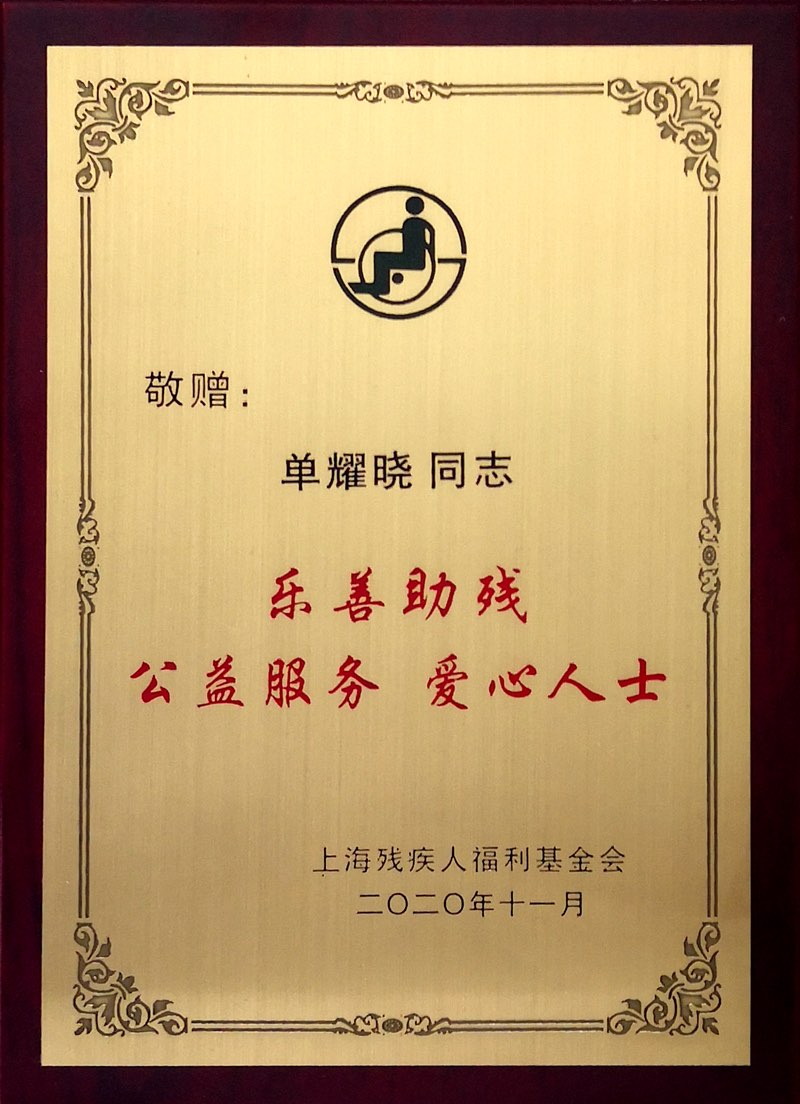 敬赠：
单耀晓 同志
乐善助残
公益服务 爱心人士
上海残疾人福利基金会
二〇二〇年十一月